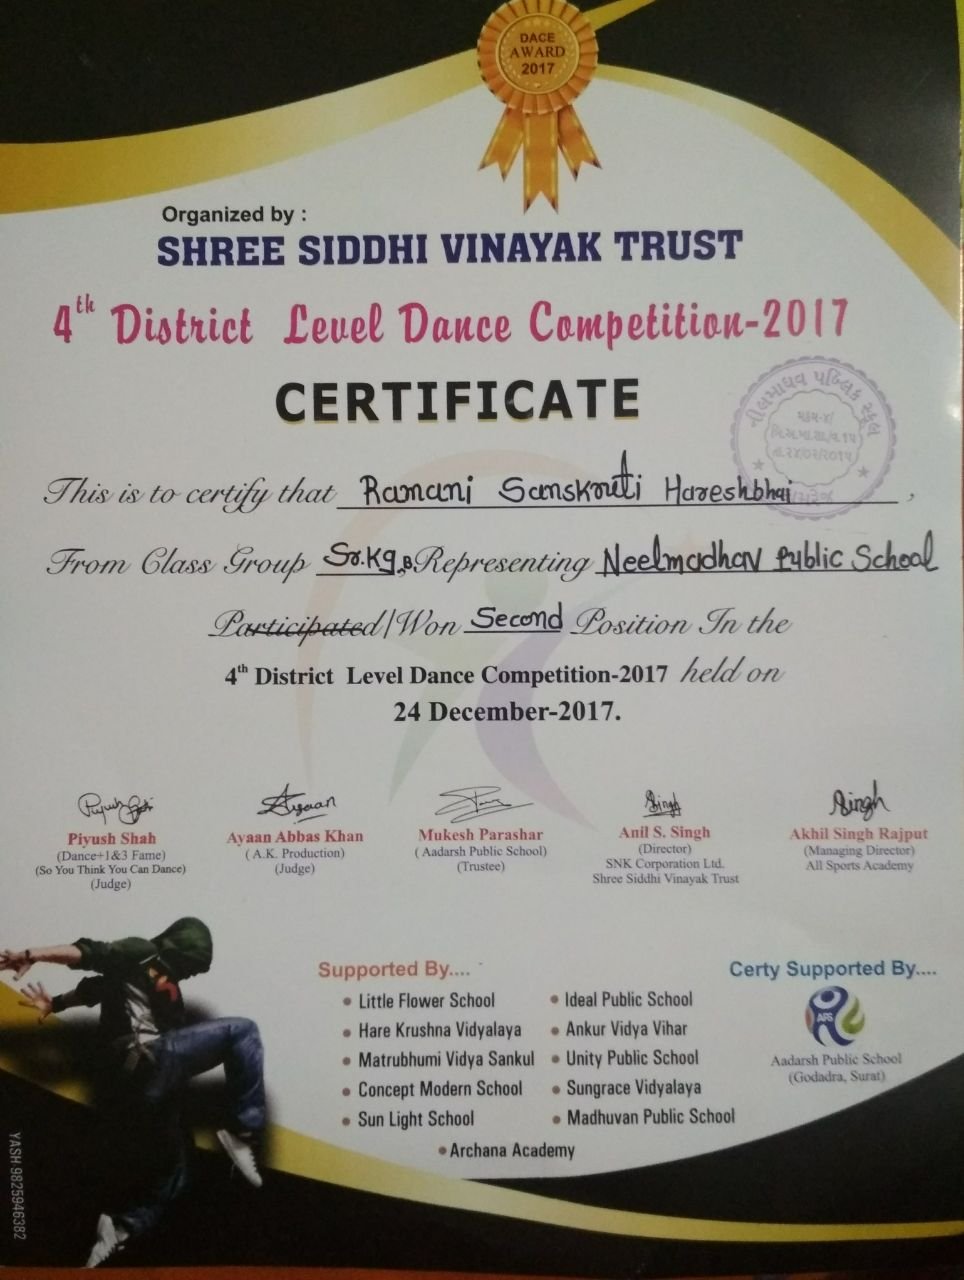 DACE
AWARD
2017
Organized by :
SHREE SIDDHI VINAYAK TRUST
4th District Level Dance Competition-2017
CERTIFICATE
નીલમાધવ પબ્લિક સ્કુલ
This is to certify that Ramani Sanskruti Hareshbhai ,
From Class Group Sr.Kg.B Representing Neelmadhav Public School
Participated/Won Second Position In the
4th District Level Dance Competition-2017 held on
24 December-2017.
Piyush Shah
(Dance+1&3 Fame)
(So You Think You Can Dance)
(Judge)
Ayaan
Ayaan Abbas Khan
( A.K. Production)
(Judge)
Mukesh Parashar
( Aadarsh Public School)
(Trustee)
Singh
Anil S. Singh
(Director)
SNK Corporation Ltd.
Shree Siddhi Vinayak Trust
Singh
Akhil Singh Rajput
(Managing Director)
All Sports Academy
Supported By....
• Little Flower School
• Hare Krushna Vidyalaya
• Matrubhumi Vidya Sankul
• Concept Modern School
• Sun Light School
• Ideal Public School
• Ankur Vidya Vihar
• Unity Public School
• Sungrace Vidyalaya
• Madhuvan Public School
• Archana Academy
Certy Supported By....
APS
Aadarsh Public School
(Godadra, Surat)
YASH 9825946382